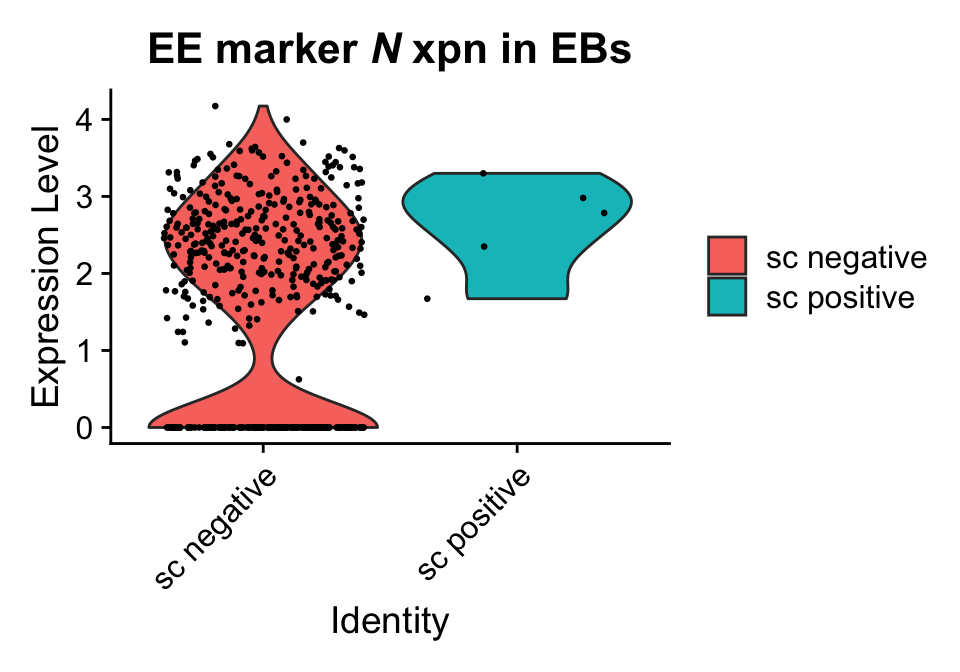 EE marker N xpn in EBs
Expression Level
4
3
2
1
0
sc negative
sc positive
Identity
sc negative
sc positive